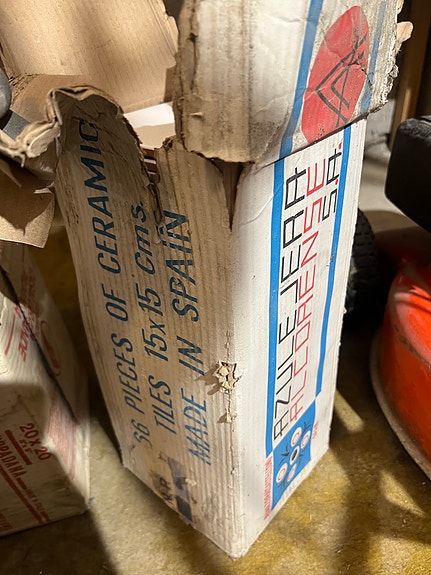 56 PIECES OF CERAMIC
TILES 15x15 Cms.
MADE IN SPAIN
AZULEJERA
ALCORENSE
S.A.
20x20